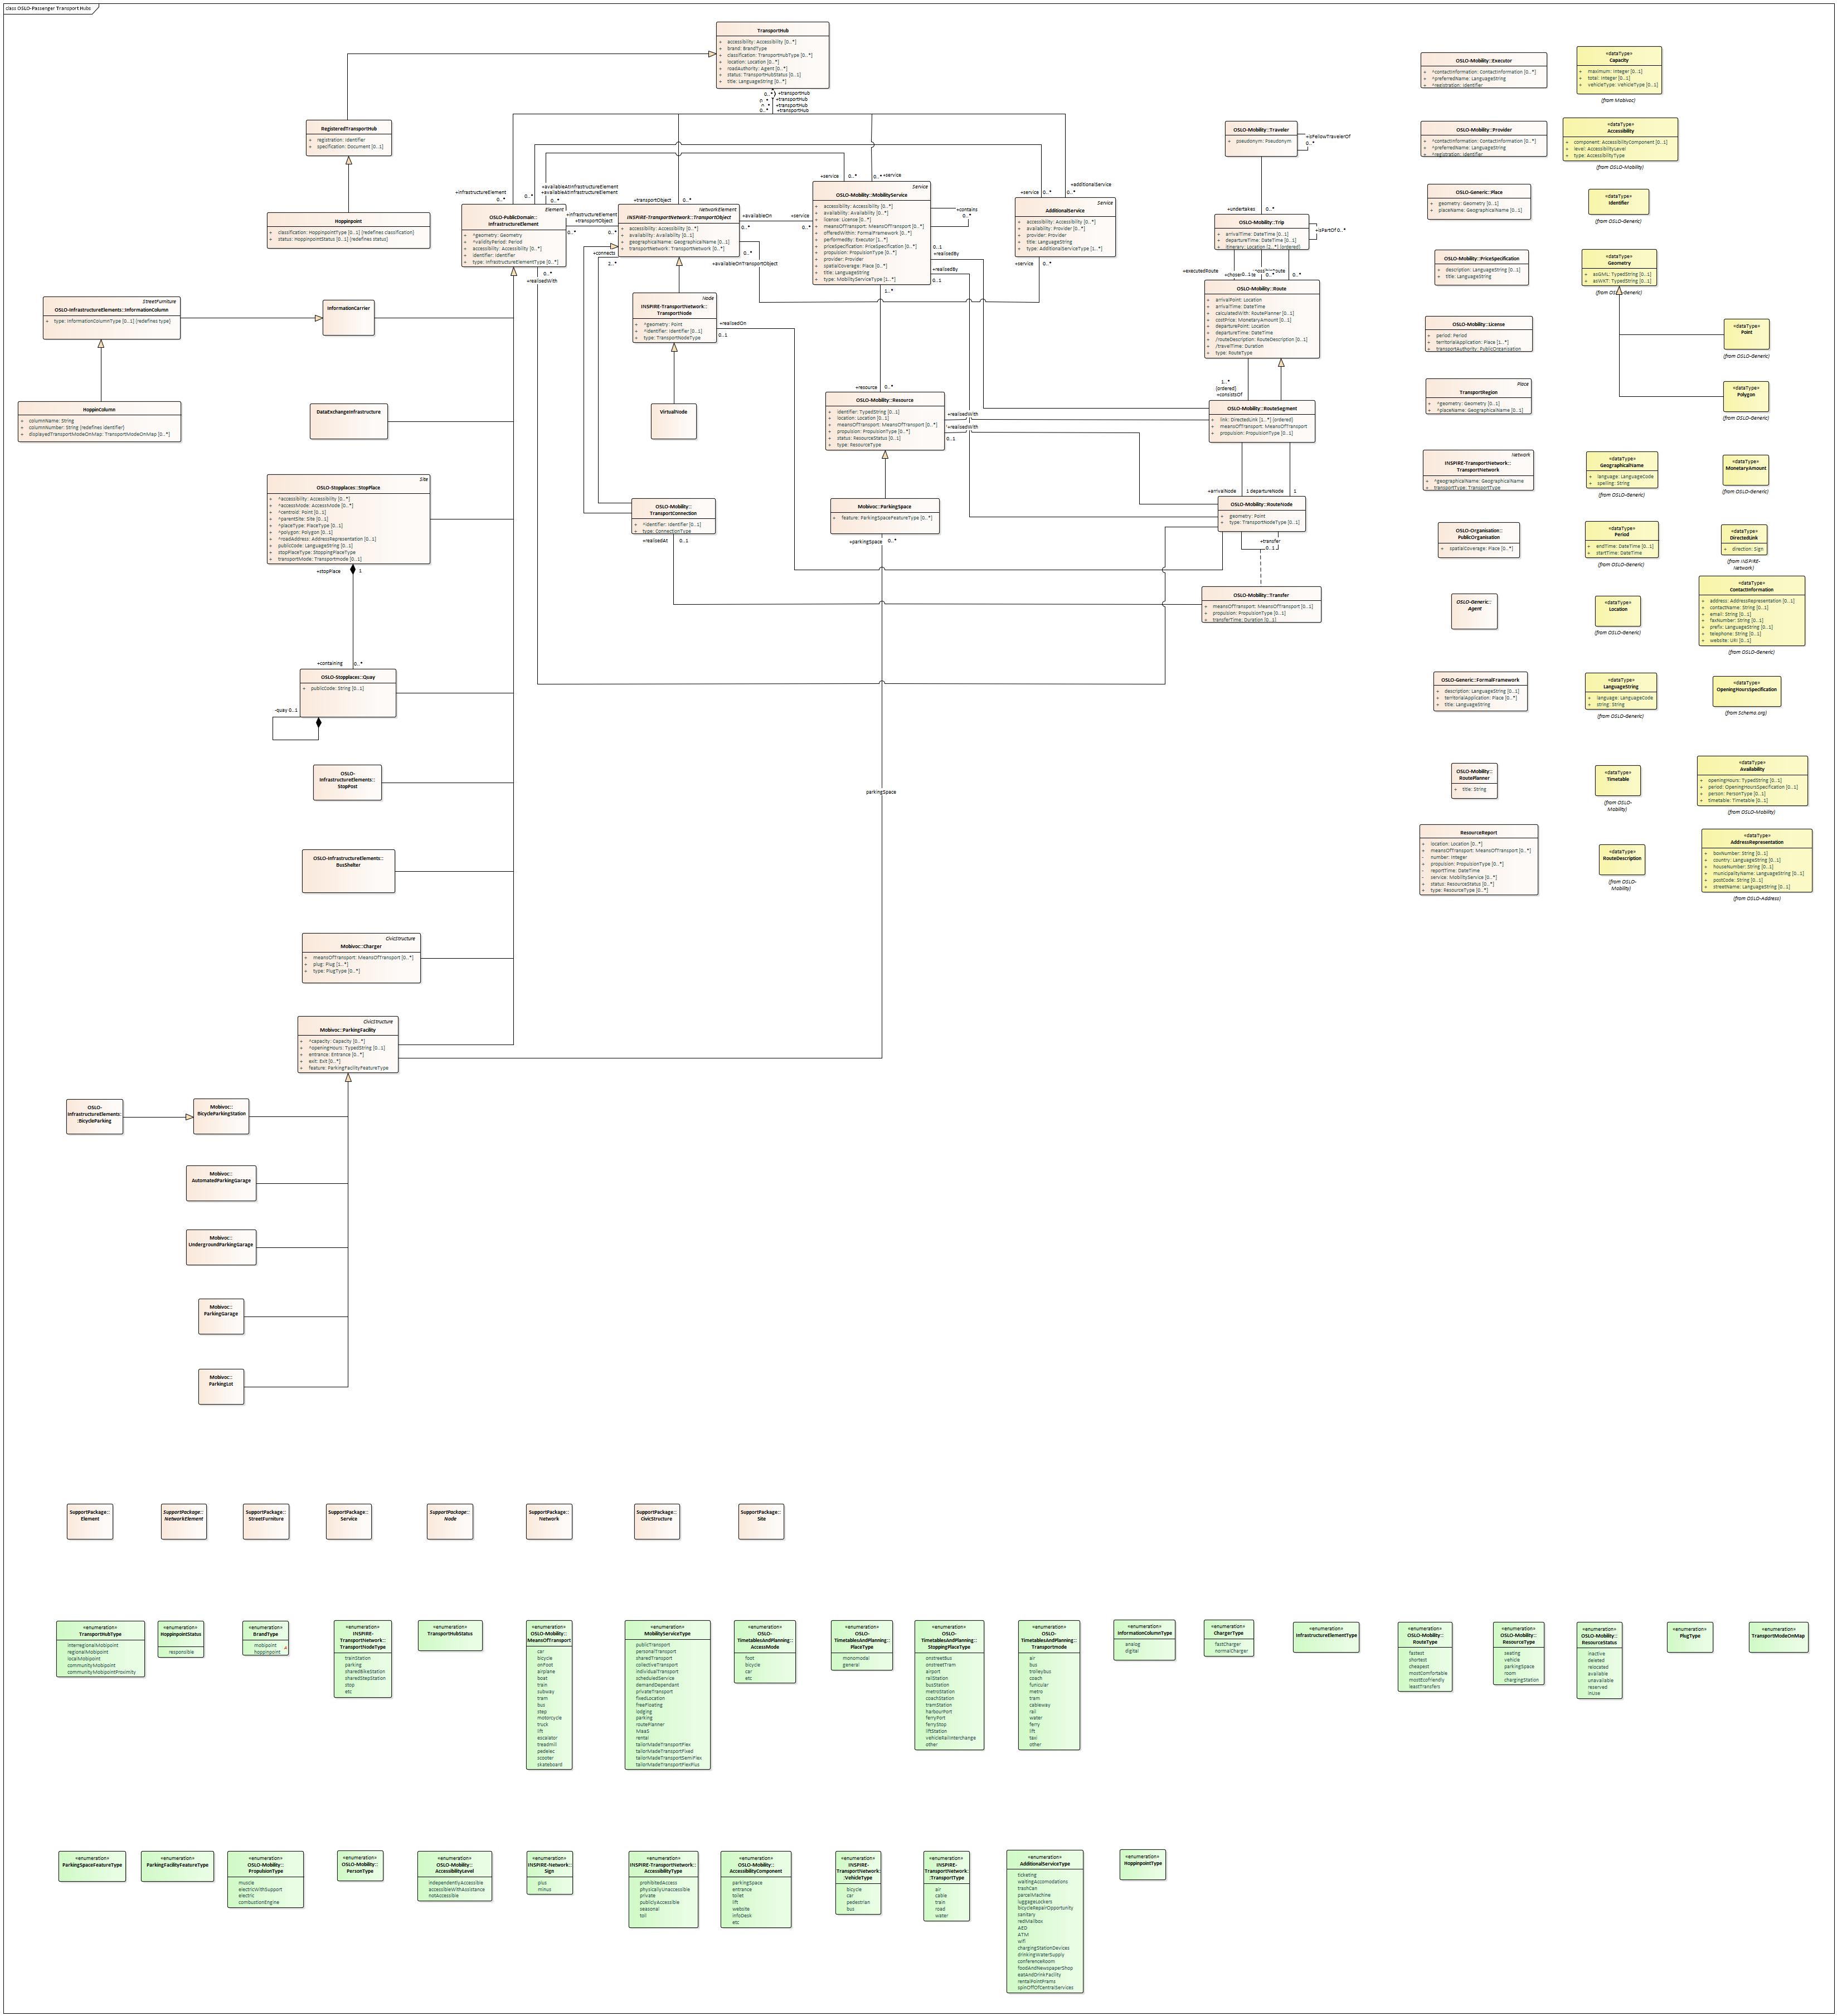 class OSLO-Passenger Transport Hubs
TransportHub
+ accessibility: Accessibility [0..*]
+ brand: BrandType
+ classification: TransportHubType [0..*]
+ location: Location [0..*]
+ roadAuthority: Agent [0..*]
+ status: TransportHubStatus [0..1]
+ title: LanguageString [0..*]
0..*
+transportHub
+transportHub
+transportHub
0..*
+transportHub
RegisteredTransportHub
+ registration: Identifier
+ specification: Document [0..1]
Hoppinpoint
+ classification: HoppinpointType [0..1] {redefines classification}
+ status: HoppinpointStatus [0..1] {redefines status}
StreetFurniture
OSLO-InfrastructureElements::InformationColumn
+ type: InformationColumnType [0..1] {redefines type}
InformationCarrier
HoppinColumn
+ columnName: String
+ columnNumber: String {redefines identifier}
+ displayedTransportModeOnMap: TransportModeOnMap [0..*]
DataExchangeInfrastructure
Site
OSLO-Stopplaces::StopPlace
+ ^accessibility: Accessibility [0..*]
+ ^accessMode: AccessMode [0..*]
+ ^centroid: Point [0..1]
+ ^parentSite: Site [0..1]
+ ^placeType: PlaceType [0..1]
+ ^polygon: Polygon [0..1]
+ ^roadAddress: AddressRepresentation [0..1]
+ publicCode: LanguageString [0..1]
+ stopPlaceType: StoppingPlaceType
+ transportMode: Transportmode [0..1]
+stopPlace
1
+containing
0..*
OSLO-Stopplaces::Quay
+ publicCode: String [0..1]
-quay 0..1
OSLO-
InfrastructureElements::
StopPost
OSLO-InfrastructureElements::
BusShelter
CivicStructure
Mobivoc::Charger
+ meansOfTransport: MeansOfTransport [0..*]
+ plug: Plug [1..*]
+ type: PlugType [0..*]
CivicStructure
Mobivoc::ParkingFacility
+ ^capacity: Capacity [0..*]
+ ^openingHours: TypedString [0..1]
+ entrance: Entrance [0..*]
+ exit: Exit [0..*]
+ feature: ParkingFacilityFeatureType
OSLO-
InfrastructureElements:
:BicycleParking
Mobivoc::
BicycleParkingStation
Mobivoc::
AutomatedParkingGarage
Mobivoc::
UndergroundParkingGarage
Mobivoc::
ParkingGarage
Mobivoc::
ParkingLot
+infrastructureElement
0..*
0..*
+availableAtInfrastructureElement
+availableAtInfrastructureElement
Element
OSLO-PublicDomain::
InfrastructureElement
+ ^geometry: Geometry
+ ^validityPeriod: Period
+ accessibility: Accessibility [0..*]
+ identifier: Identifier
+ type: InfrastructureElementType [0..*]
0..*
+realisedWith
+infrastructureElement
+transportObject
0..*
0..*
+transportObject
0..*
NetworkElement
INSPIRE-TransportNetwork::TransportObject
+ accessibility: Accessibility [0..*]
+ availability: Availability [0..1]
+ geographicalName: GeographicalName [0..1]
+ transportNetwork: TransportNetwork [0..*]
+connects
2..*
+availableOn
0..*
0..*
+availableOnTransportObject
+service
0..*
Node
INSPIRE-TransportNetwork::
TransportNode
+ ^geometry: Point
+ ^identifier: Identifier [0..1]
+ type: TransportNodeType
+realisedOn
0..1
VirtualNode
OSLO-Mobility::
TransportConnection
+ ^identifier: Identifier [0..1]
+ type: ConnectionType
+realisedAt
0..1
+service
0..*
0..*
+service
Service
OSLO-Mobility::MobilityService
+ accessibility: Accessibility [0..*]
+ availability: Availability [0..*]
+ license: License [0..*]
+ meansOfTransport: MeansOfTransport [0..*]
+ offeredWithin: FormalFramework [0..*]
+ performedBy: Executor [1..*]
+ priceSpecification: PriceSpecification [0..*]
+ propulsion: PropulsionType [0..*]
+ provider: Provider
+ spatialCoverage: Place [0..*]
+ title: LanguageString
+ type: MobilityServiceType [1..*]
1..*
+contains
0..*
0..1
+realisedBy
+realisedBy
0..1
+service
0..*
+additionalService
0..*
Service
AdditionalService
+ accessibility: Accessibility [0..*]
+ availability: Provider [0..*]
+ provider: Provider
+ title: LanguageString
+ type: AdditionalServiceType [1..*]
+service
0..*
+resource
0..*
OSLO-Mobility::Resource
+ identifier: TypedString [0..1]
+ location: Location [0..1]
+ meansOfTransport: MeansOfTransport [0..*]
+ propulsion: PropulsionType [0..*]
+ status: ResourceStatus [0..1]
+ type: ResourceType
+realisedWith
0..1
+realisedWith
0..1
Mobivoc::ParkingSpace
+ feature: ParkingSpaceFeatureType [0..*]
+parkingSpace
0..*
parkingSpace
OSLO-Mobility::Traveler
+ pseudonym: Pseudonym
+isFellowTravelerOf
0..*
+undertakes
0..*
OSLO-Mobility::Trip
+ arrivalTime: DateTime [0..1]
+ departureTime: DateTime [0..1]
+ itinerary: Location [2..*] {ordered}
+isPartOf 0..*
+executedRoute
0..*
0..*
OSLO-Mobility::Route
+ arrivalPoint: Location
+ arrivalTime: DateTime
+ calculatedWith: RoutePlanner [0..1]
+ costPrice: MonetaryAmount [0..1]
+ departurePoint: Location
+ departureTime: DateTime
+ /routeDescription: RouteDescription [0..1]
+ /travelTime: Duration
+ type: RouteType
1..*
{ordered}
+consistsOf
OSLO-Mobility::RouteSegment
+ link: DirectedLink [1..*] {ordered}
+ meansOfTransport: MeansOfTransport
+ propulsion: PropulsionType [0..1]
+arrivalNode
1
departureNode
1
OSLO-Mobility::RouteNode
+ geometry: Point
+ type: TransportNodeType [0..1]
+transfer
0..1
OSLO-Mobility::Transfer
+ meansOfTransport: MeansOfTransport [0..1]
+ propulsion: PropulsionType [0..1]
+ transferTime: Duration [0..1]
OSLO-Mobility::Executor
+ ^contactInformation: ContactInformation [0..*]
+ ^preferredName: LanguageString
+ ^registration: Identifier
OSLO-Mobility::Provider
+ ^contactInformation: ContactInformation [0..*]
+ ^preferredName: LanguageString
+ ^registration: Identifier
OSLO-Generic::Place
+ geometry: Geometry [0..1]
+ placeName: GeographicalName [0..1]
OSLO-Mobility::PriceSpecification
+ description: LanguageString [0..1]
+ title: LanguageString
OSLO-Mobility::License
+ period: Period
+ territorialApplication: Place [1..*]
+ transportAuthority: PublicOrganisation
Place
TransportRegion
+ ^geometry: Geometry [0..1]
+ ^placeName: GeographicalName [0..1]
Network
INSPIRE-TransportNetwork::
TransportNetwork
+ ^geographicalName: GeographicalName
+ transportType: TransportType
OSLO-Organisation::
PublicOrganisation
+ spatialCoverage: Place [0..*]
OSLO-Generic::
Agent
OSLO-Generic::FormalFramework
+ description: LanguageString [0..1]
+ territorialApplication: Place [0..*]
+ title: LanguageString
OSLO-Mobility::
RoutePlanner
+ title: String
ResourceReport
+ location: Location [0..*]
+ meansOfTransport: MeansOfTransport [0..*]
- number: Integer
+ propulsion: PropulsionType [0..*]
- reportTime: DateTime
- service: MobilityService [0..*]
+ status: ResourceStatus [0..*]
+ type: ResourceType [0..*]
«dataType»
Capacity
+ maximum: Integer [0..1]
+ total: Integer [0..1]
+ vehicleType: VehicleType [0..1]
(from Mobivoc)
«dataType»
Accessibility
+ component: AccessibilityComponent [0..1]
+ level: AccessibilityLevel
+ type: AccessibilityType
(from OSLO-Mobility)
«dataType»
Identifier
(from OSLO-Generic)
«dataType»
Geometry
+ asGML: TypedString [0..1]
+ asWKT: TypedString [0..1]
(from OSLO-Generic)
«dataType»
Point
(from OSLO-Generic)
«dataType»
Polygon
(from OSLO-Generic)
«dataType»
GeographicalName
+ language: LanguageCode
+ spelling: String
(from OSLO-Generic)
«dataType»
MonetaryAmount
(from OSLO-Generic)
«dataType»
Period
+ endTime: DateTime [0..1]
+ startTime: DateTime
(from OSLO-Generic)
«dataType»
DirectedLink
+ direction: Sign
(from INSPIRE-
Network)
«dataType»
Location
(from OSLO-Generic)
«dataType»
ContactInformation
+ address: AddressRepresentation [0..1]
+ contactName: String [0..1]
+ email: String [0..1]
+ faxNumber: String [0..1]
+ prefix: LanguageString [0..1]
+ telephone: String [0..1]
+ website: URI [0..1]
(from OSLO-Generic)
«dataType»
LanguageString
+ language: LanguageCode
+ string: String
(from OSLO-Generic)
«dataType»
OpeningHoursSpecification
(from Schema org)
«dataType»
Timetable
(from OSLO-
Mobility)
«dataType»
Availability
+ openingHours: TypedString [0..1]
+ period: OpeningHoursSpecification [0..1]
+ person: PersonType [0..1]
+ timetable: Timetable [0..1]
(from OSLO-Mobility)
«dataType»
RouteDescription
(from OSLO-
Mobility)
«dataType»
AddressRepresentation
+ boxNumber: String [0..1]
+ country: LanguageString [0..1]
+ houseNumber: String [0..1]
+ municipalityName: LanguageString [0..1]
+ postCode: String [0..1]
+ streetName: LanguageString [0..1]
(from OSLO-Address)
SupportPackage::
Element
SupportPackage::
NetworkElement
SupportPackage::
StreetFurniture
SupportPackage::
Service
SupportPackage::
Node
SupportPackage::
Network
SupportPackage::
CivicStructure
SupportPackage::
Site
«enumeration»
TransportHubType
interregionalMobipoint
regionalMobipoint
localMobipoint
communityMobipoint
communityMobipointProximity
«enumeration»
HoppinpointStatus
responsible
«enumeration»
BrandType
mobipoint
hoppinpoint
«enumeration»
INSPIRE-
TransportNetwork::
TransportNodeType
trainStation
parking
sharedBikeStation
sharedStepStation
stop
etc
«enumeration»
TransportHubStatus
«enumeration»
OSLO-Mobility::
MeansOfTransport
car
bicycle
onFoot
airplane
boat
train
subway
tram
bus
step
motorcycle
truck
lift
escalator
treadmill
pedelec
scooter
skateboard
«enumeration»
MobilityServiceType
publicTransport
personalTransport
sharedTransport
collectiveTransport
individualTransport
scheduledService
demandDependant
privateTransport
fixedLocation
freeFloating
lodging
parking
routePlanner
MaaS
rental
tailorMadeTransportFlex
tailorMadeTransportFixed
tailorMadeTransportSemiFlex
tailorMadeTransportFlexPlus
«enumeration»
OSLO-
TimetablesAndPlanning::
AccessMode
foot
bicycle
car
etc
«enumeration»
OSLO-
TimetablesAndPlanning::
PlaceType
monomodal
general
«enumeration»
OSLO-
TimetablesAndPlanning::
StoppingPlaceType
onstreetBus
onstreetTram
airport
railStation
busStation
metroStation
coachStation
tramStation
harbourPort
ferryPort
ferryStop
liftStation
vehicleRailInterchange
other
«enumeration»
OSLO-
TimetablesAndPlanning::
Transportmode
air
bus
trolleybus
coach
funicular
metro
tram
cableway
rail
water
ferry
lift
taxi
other
«enumeration»
InformationColumnType
analog
digital
«enumeration»
ChargerType
fastCharger
normalCharger
«enumeration»
InfrastructureElementType
«enumeration»
OSLO-Mobility::
RouteType
fastest
shortest
cheapest
mostComfortable
mostEcofriendly
leastTransfers
«enumeration»
OSLO-Mobility::
ResourceType
seating
vehicle
parkingSpace
room
chargingStation
«enumeration»
OSLO-Mobility::
ResourceStatus
inactive
deleted
relocated
available
unavailable
reserved
inUse
«enumeration»
PlugType
«enumeration»
TransportModeOnMap
«enumeration»
ParkingSpaceFeatureType
«enumeration»
ParkingFacilityFeatureType
«enumeration»
OSLO-Mobility::
PropulsionType
muscle
electricWithSupport
electric
combustionEngine
«enumeration»
OSLO-Mobility::
PersonType
«enumeration»
OSLO-Mobility::
AccessibilityLevel
independentlyAccessible
accessibleWithAssistance
notAccessible
«enumeration»
INSPIRE-Network::
Sign
plus
minus
«enumeration»
INSPIRE-TransportNetwork::
AccessibilityType
prohibitedAccess
physicallyUnaccessible
private
publiclyAccessible
seasonal
toll
«enumeration»
OSLO-Mobility::
AccessibilityComponent
parkingSpace
entrance
toilet
lift
website
infoDesk
etc
«enumeration»
INSPIRE-
TransportNetwork:
:VehicleType
bicycle
car
pedestrian
bus
«enumeration»
INSPIRE-
TransportNetwork:
:TransportType
air
cable
train
road
water
«enumeration»
AdditionalServiceType
ticketing
waitingAccomodations
trashCan
parcelMachine
luggageLockers
bicycleRepairOpportunity
sanitary
redMailbox
AED
ATM
wifi
chargingStationDevices
drinkingWaterSupply
conferenceRoom
foodAndNewspaperShop
eatAndDrinkFacility
rentalPointPrams
spinOffOfCentralServices
«enumeration»
HoppinpointType